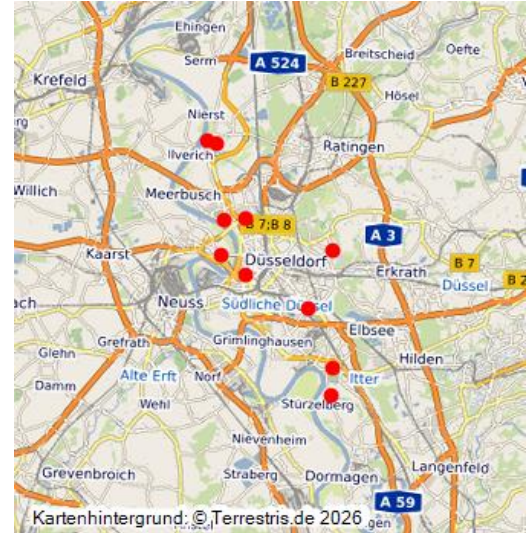 Ehingen
Serm
A 524
Breitscheid
Oefte
Krefeld
B 227
Hösel
Nierst
Ilverich
Ratingen
Willich
Meerbusch
B 7;B 8
A 3
Kaarst
Düsseldorf
Erkrath
B 7
Neuss
Südliche Düssel
Düssel
Elbsee
Grefrath
Grimlinghausen
Hilden
Glehn
Alte Erft
Norf
Itter
Damm
Wehl
Stürzelberg
Nievenheim
Langenfeld
Grevenbroich
Straberg
Dormagen
A 59
Kartenhintergrund: © Terrestris.de 2026